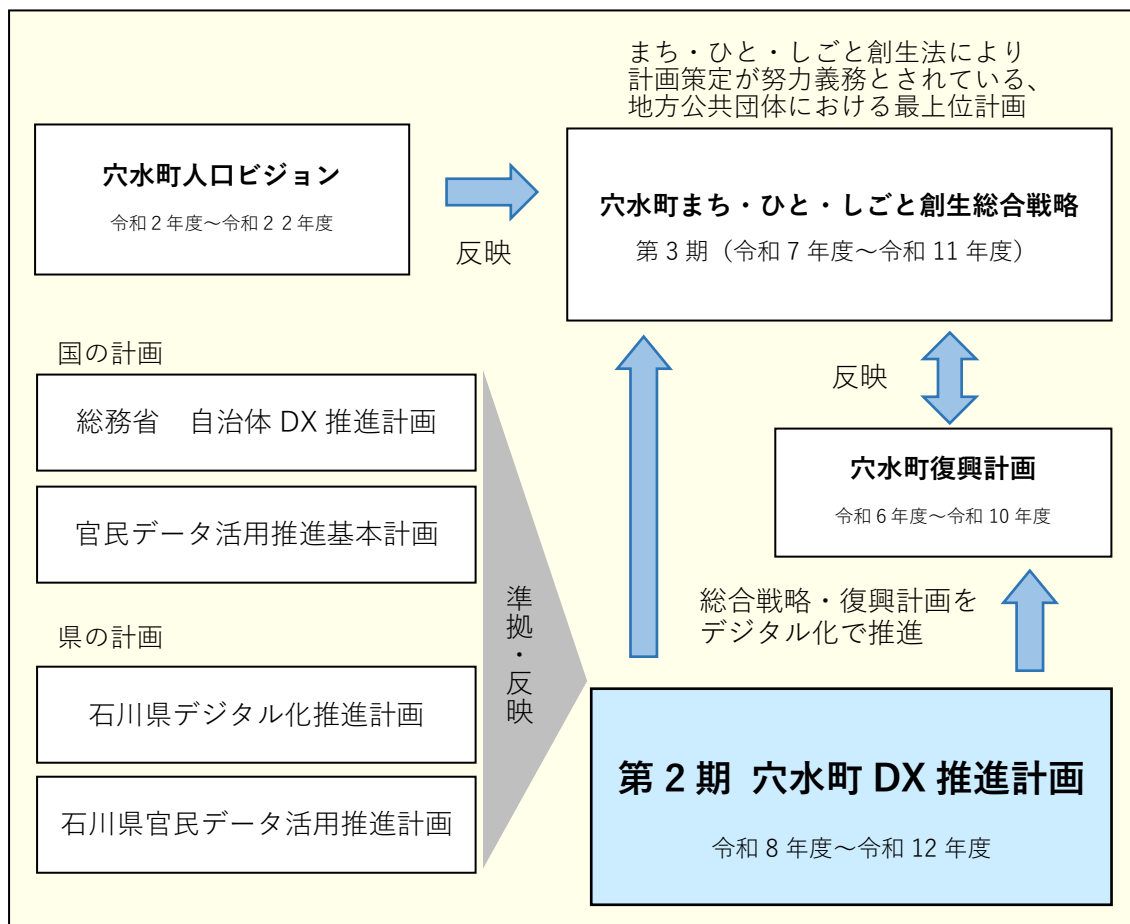 まち・ひと・しごと創生法により
計画策定が努力義務とされている、
地方公共団体における最上位計画
穴水町人口ビジョン
令和２年度～令和２２年度
反映
穴水町まち・ひと・しごと創生総合戦略
第３期（令和７年度～令和 11 年度）
国の計画
総務省　自治体 DX 推進計画
官民データ活用推進基本計画
県の計画
石川県デジタル化推進計画
石川県官民データ活用推進計画
準拠・反映
反映
穴水町復興計画
令和６年度～令和 10 年度
総合戦略・復興計画を
デジタル化で推進
第２期 穴水町 DX 推進計画
令和８年度～令和 12 年度